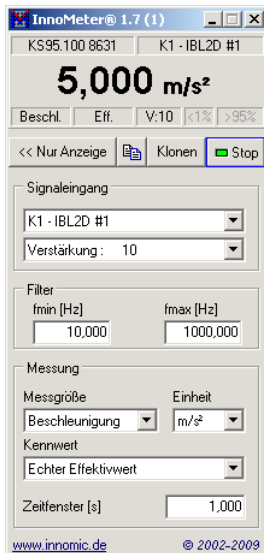 InnoMeter® 1.7 (1)
KS95.100 8631 K1 - IBL2D #1
5,000 m/s²
Beschl. Eff. V:10 <1% >95%
<< Nur Anzeige Klonen Stop
Signaleingang
K1 - IBL2D #1
Verstärkung : 10
Filter
fmin [Hz] fmax [Hz]
10,000 1000,000
Messung
Messgröße Einheit
Beschleunigung m/s²
Kennwert
Echter Effektivwert
Zeitfenster [s] 1,000
www.innomic.de © 2002-2009